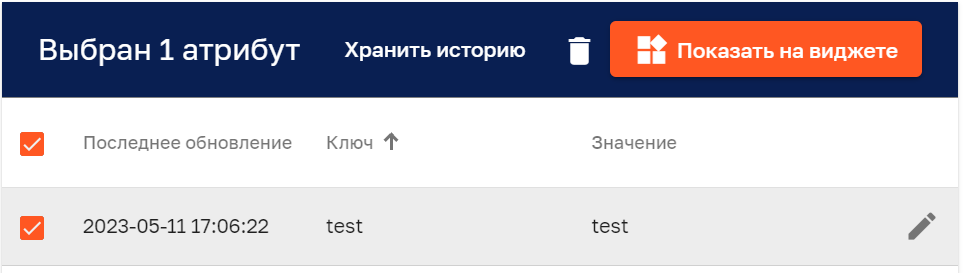 Выбран 1 атрибут Хранить историю Показать на виджете
Последнее обновление Ключ Значение
2023-05-11 17:06:22 test test